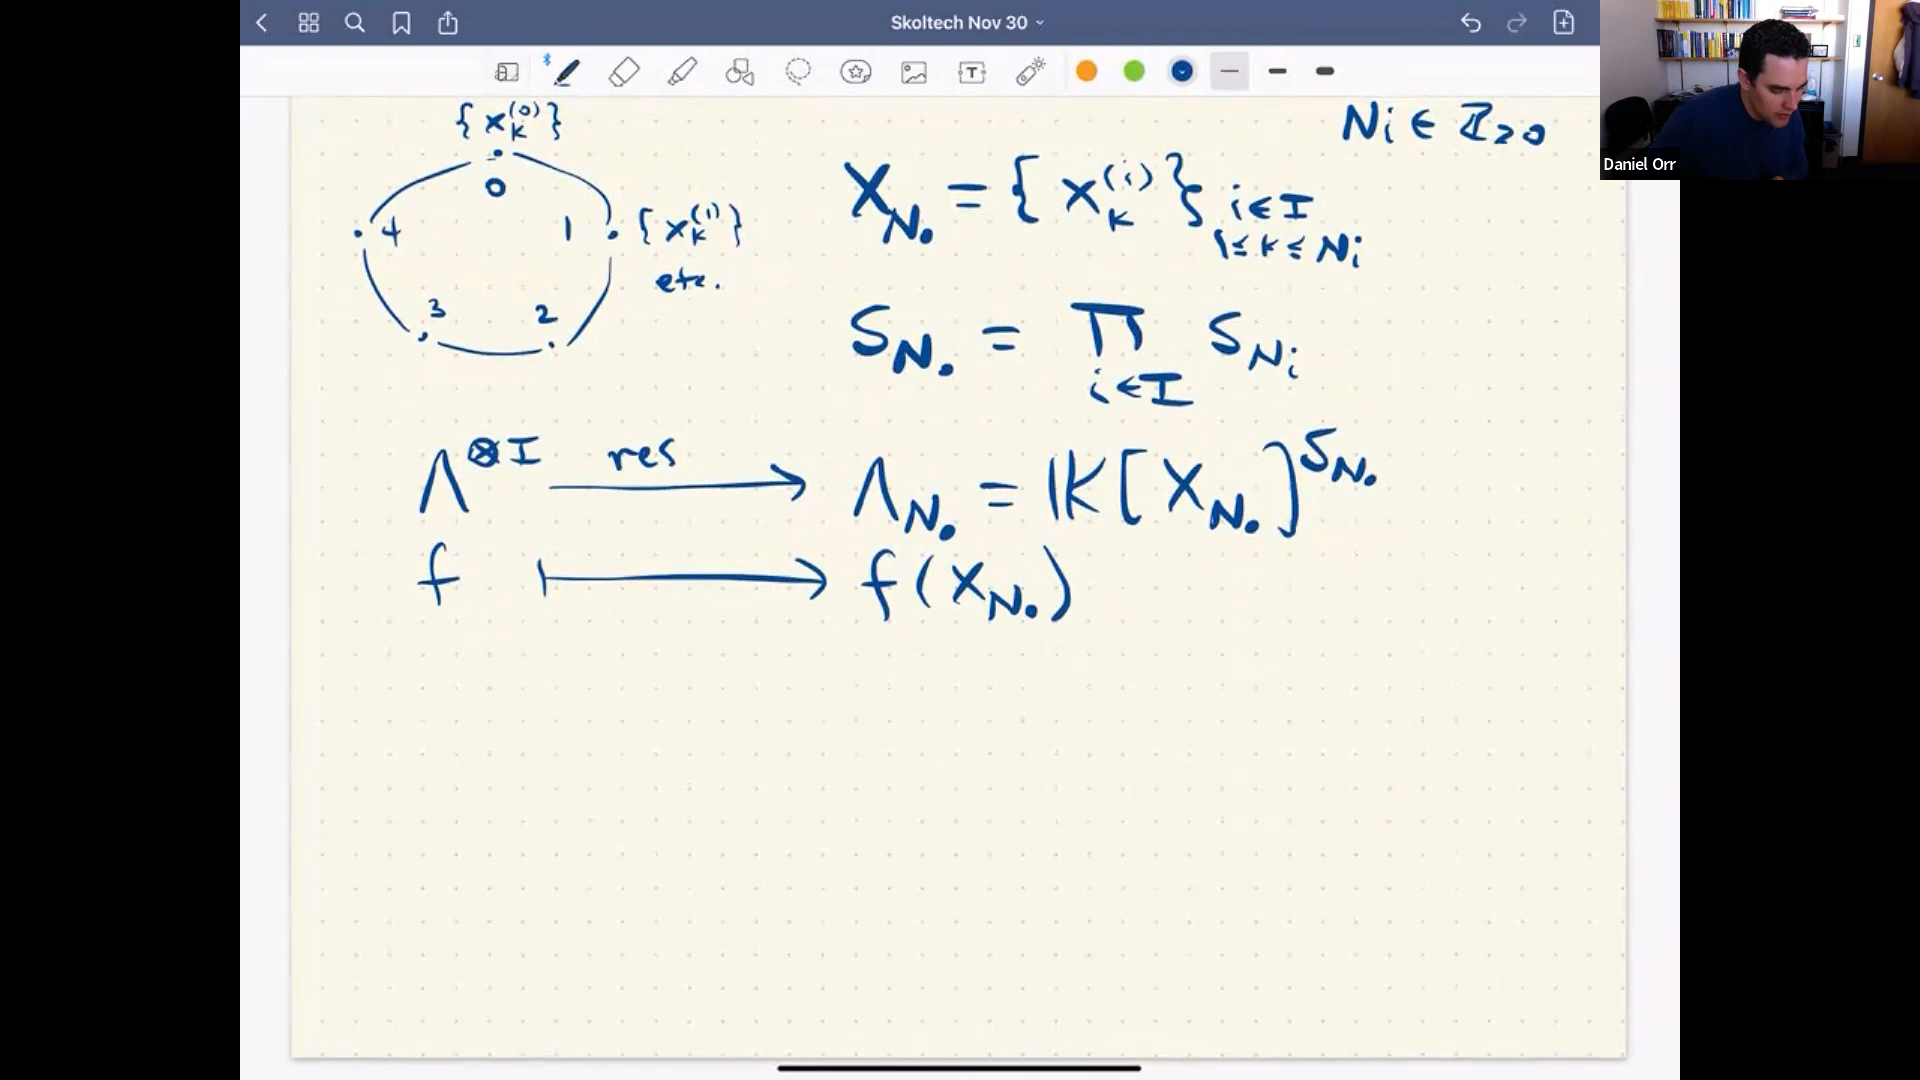 Skoltech Nov 30
Daniel Orr
{ x_k^{(0)} }
N_i ∈ ℤ_{≥0}
0
4
1
{ x_k^{(1)} }
etc.
3
2
X_{N•} = { x_k^{(i)} }_{i∈I, 1≤k≤N_i}
S_{N•} = ∏_{i∈I} S_{N_i}
Λ^{⊗I} —res→ Λ_{N•} = 𝕂[X_{N•}]^{S_{N•}}
f ↦ f(X_{N•})